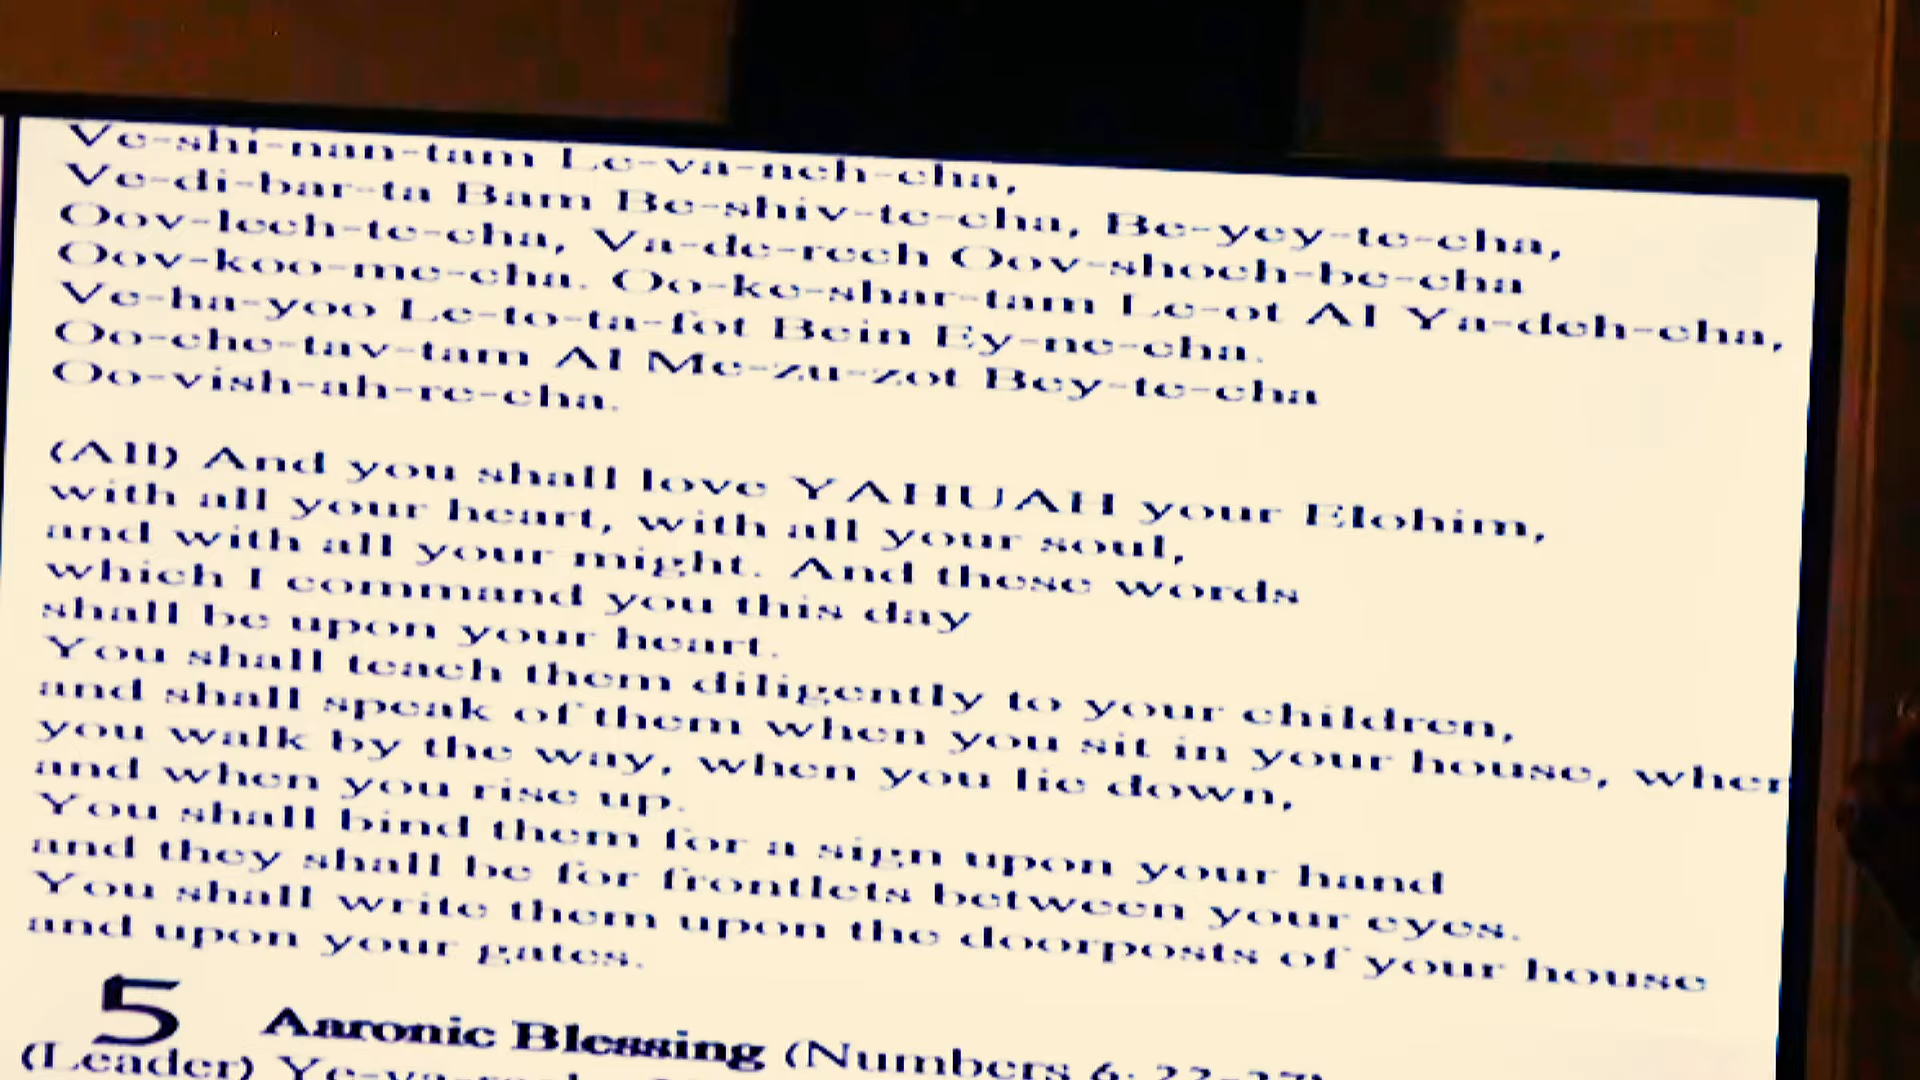 Ve-shi-nan-tam Le-va-neh-cha,
Ve-di-bar-ta Bam Be-shiv-te-cha, Be-yey-te-cha,
Oov-lech-te-cha, Va-de-rech Oov-shoch-be-cha
Oov-koo-me-cha. Oo-ke-shar-tam Le-ot Al Ya-deh-cha,
Ve-ha-yoo Le-to-ta-fot Bein Ey-ne-cha.
Oo-che-tav-tam Al Me-zu-zot Bey-te-cha
Oo-vish-ah-re-cha.
(All) And you shall love YAHUAH your Elohim,
with all your heart, with all your soul,
and with all your might. And these words
which I command you this day
shall be upon your heart.
You shall teach them diligently to your children,
and shall speak of them when you sit in your house, when
you walk by the way, when you lie down,
and when you rise up.
You shall bind them for a sign upon your hand
and they shall be for frontlets between your eyes.
You shall write them upon the doorposts of your house
and upon your gates.
5 Aaronic Blessing (Numbers 6: 22-27)
(Leader)